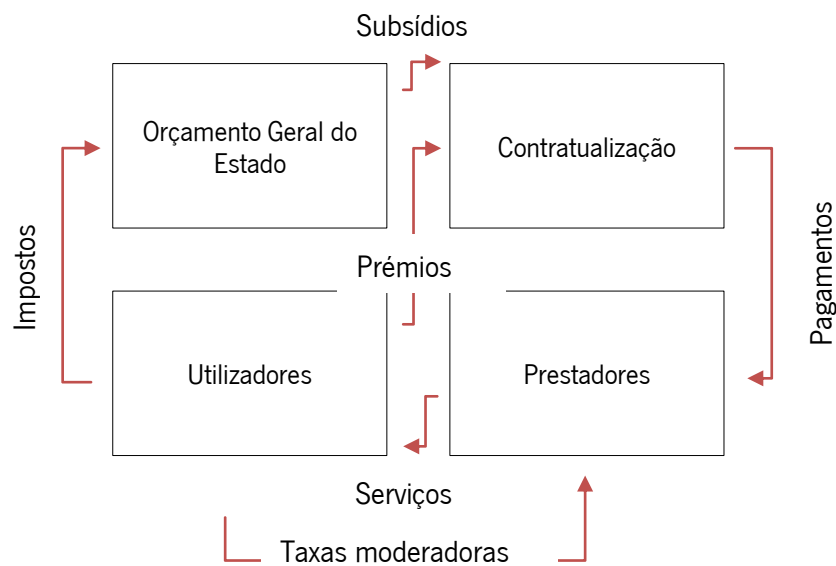 Subsídios
Orçamento Geral do
Estado
Contratualização
Impostos
Prémios
Pagamentos
Utilizadores
Prestadores
Serviços
Taxas moderadoras